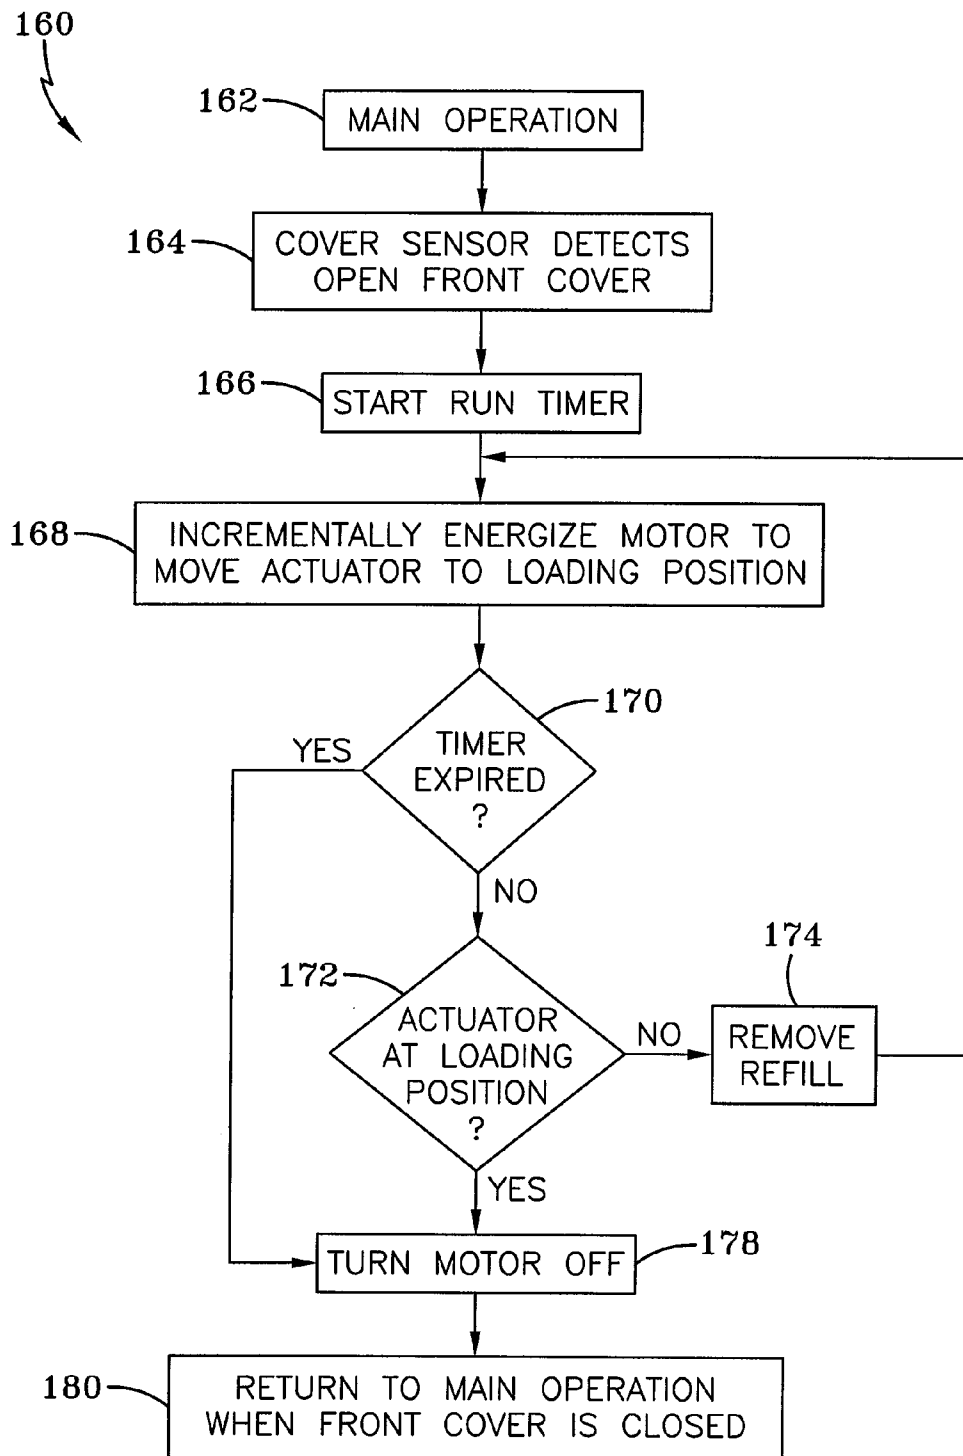 160
162
MAIN OPERATION
164
COVER SENSOR DETECTS
OPEN FRONT COVER
166
START RUN TIMER
168
INCREMENTALLY ENERGIZE MOTOR TO
MOVE ACTUATOR TO LOADING POSITION
170
YES
TIMER
EXPIRED
?
NO
172
174
ACTUATOR
AT LOADING
POSITION
?
NO
REMOVE
REFILL
YES
TURN MOTOR OFF
178
180
RETURN TO MAIN OPERATION
WHEN FRONT COVER IS CLOSED